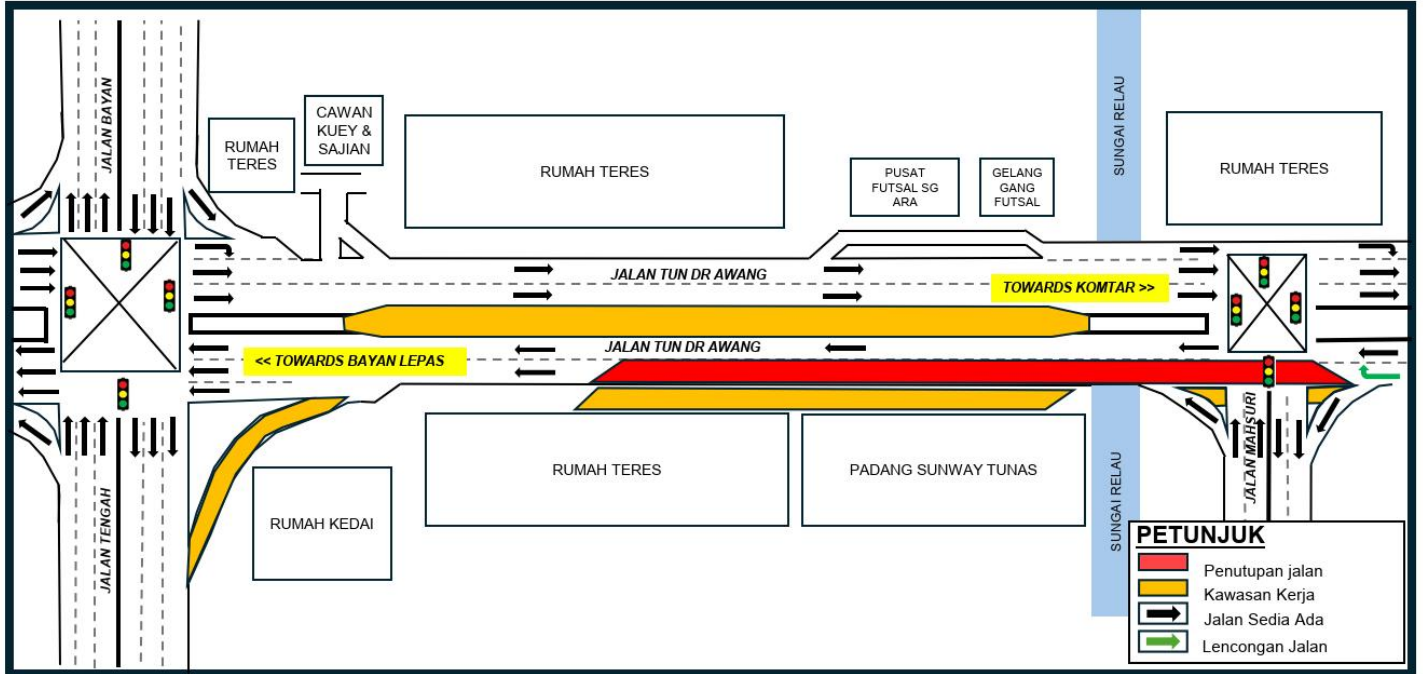 JALAN BAYAN
RUMAH
TERES
CAWAN
KUEY &
SAJIAN
RUMAH TERES
PUSAT
FUTSAL SG
ARA
GELANG
GANG
FUTSAL
SUNGAI RELAU
RUMAH TERES
JALAN TUN DR AWANG
TOWARDS KOMTAR >>
JALAN TUN DR AWANG
<< TOWARDS BAYAN LEPAS
JALAN TENGAH
RUMAH KEDAI
RUMAH TERES
PADANG SUNWAY TUNAS
SUNGAI RELAU
JALAN MAHSURI
PETUNJUK
Penutupan jalan
Kawasan Kerja
Jalan Sedia Ada
Lencongan Jalan